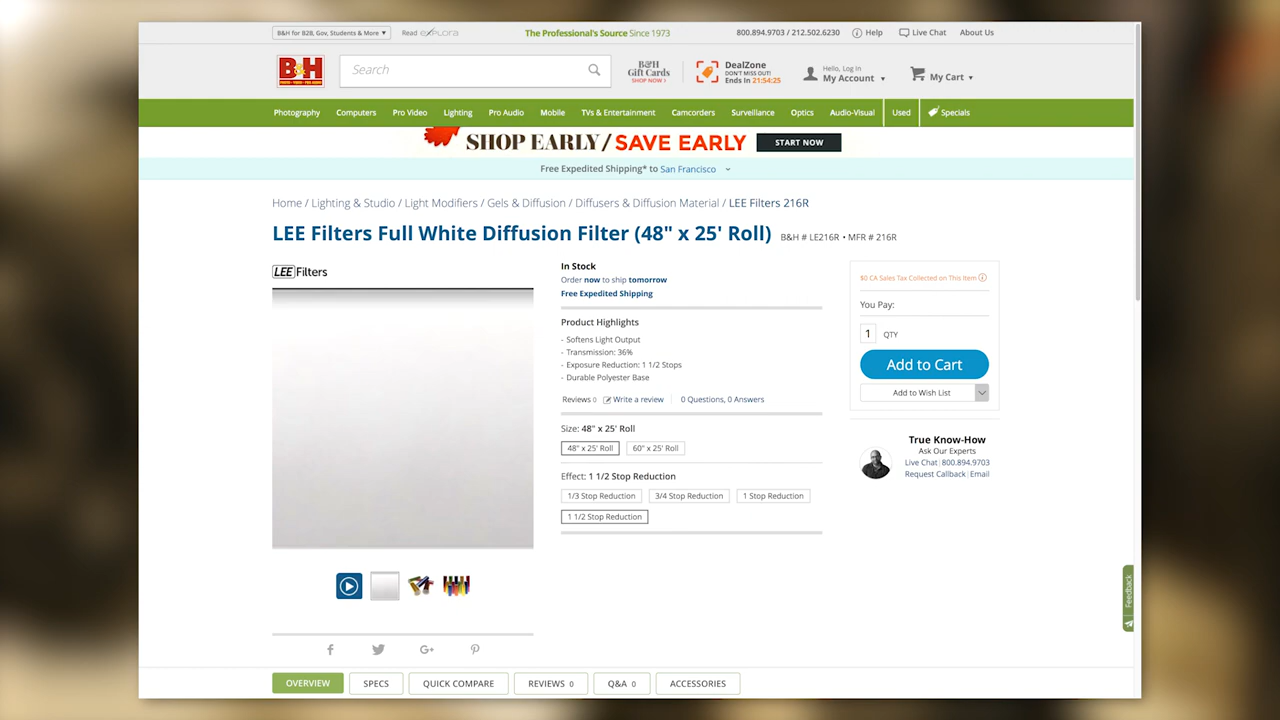 B&H for B2B, Gov, Students & More ▼
Read eXPLORA
The Professional's Source Since 1973
800.894.9703 / 212.502.6230
Help
Live Chat
About Us
B&H
Search
B&H
Gift Cards
SHOP NOW >
DealZone
DON'T MISS OUT!
Ends In 21:54:25
Hello, Log In
My Account ▼
My Cart ▼
Photography Computers Pro Video Lighting Pro Audio Mobile TVs & Entertainment Camcorders Surveillance Optics Audio-Visual Used Specials
SHOP EARLY/SAVE EARLY START NOW
Free Expedited Shipping* to San Francisco
Home / Lighting & Studio / Light Modifiers / Gels & Diffusion / Diffusers & Diffusion Material / LEE Filters 216R
LEE Filters Full White Diffusion Filter (48" x 25' Roll) B&H # LE216R • MFR # 216R
LEE Filters
In Stock
Order now to ship tomorrow
Free Expedited Shipping
Product Highlights
- Softens Light Output
- Transmission: 36%
- Exposure Reduction: 1 1/2 Stops
- Durable Polyester Base
Reviews 0 Write a review 0 Questions, 0 Answers
Size: 48" x 25' Roll
48" x 25' Roll 60" x 25' Roll
Effect: 1 1/2 Stop Reduction
1/3 Stop Reduction 3/4 Stop Reduction 1 Stop Reduction
1 1/2 Stop Reduction
$0 CA Sales Tax Collected on This Item
You Pay:
1 QTY
Add to Cart
Add to Wish List
True Know-How
Ask Our Experts
Live Chat | 800.894.9703
Request Callback | Email
Feedback
OVERVIEW SPECS QUICK COMPARE REVIEWS 0 Q&A 0 ACCESSORIES